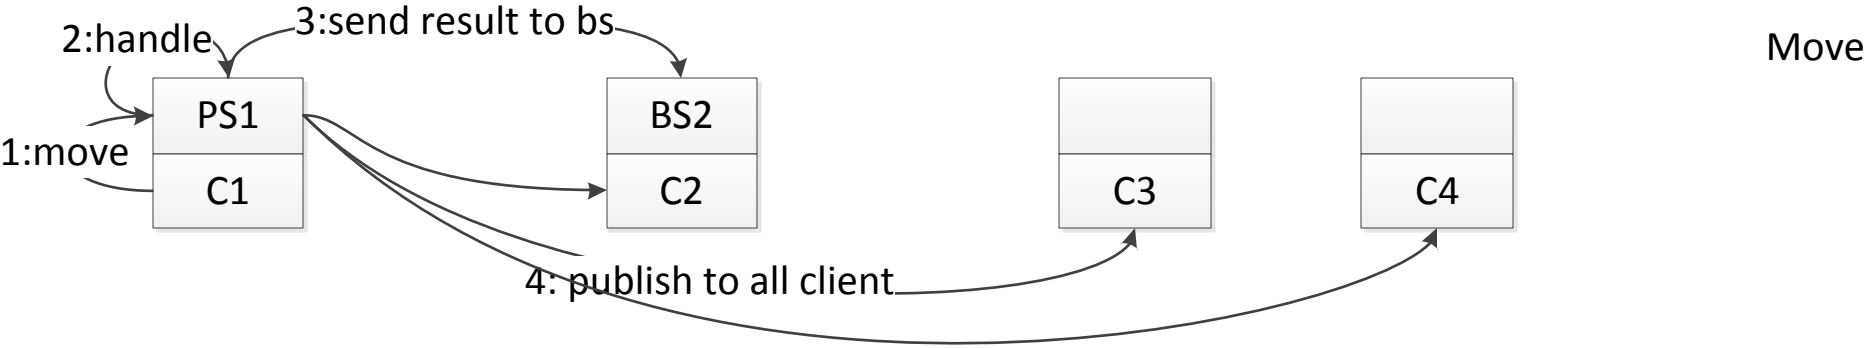 3:send result to bs
2:handle
Move
PS1
BS2
1:move
C1
C2
C3
C4
4: publish to all client